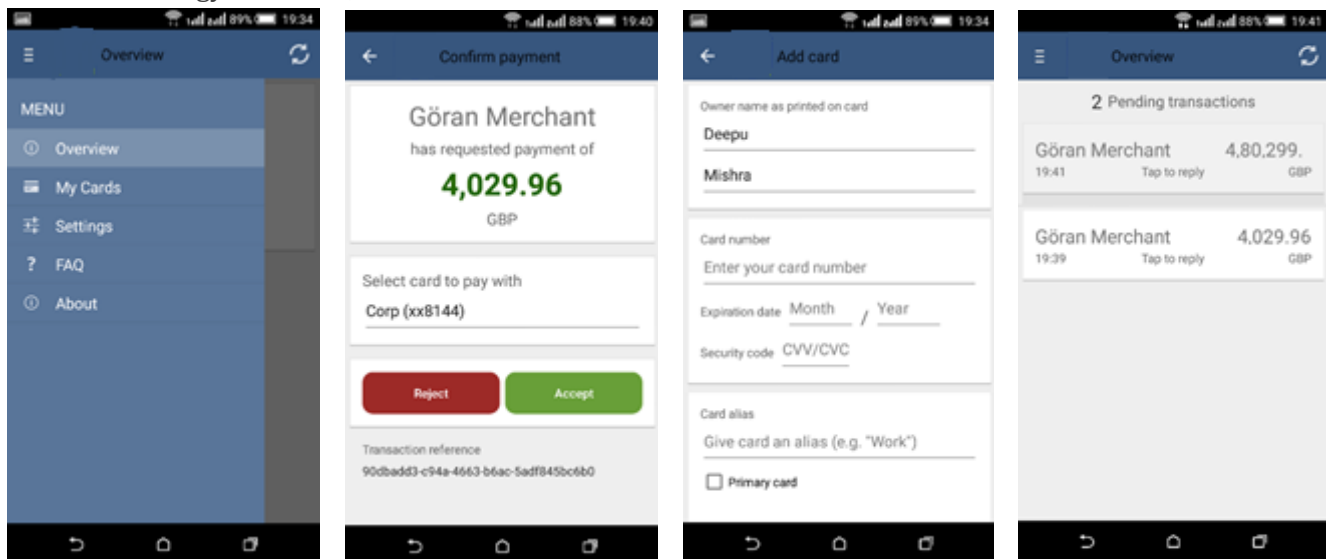 89% 19:34
Overview
MENU
Overview
My Cards
Settings
? FAQ
About
88% 19:40
Confirm payment
Göran Merchant
has requested payment of
4,029.96
GBP
Select card to pay with
Corp (xx8144)
Reject Accept
Transaction reference
90dbadd3-c94a-4663-b6ac-5adf845bc6b0
89% 19:34
Add card
Owner name as printed on card
Deepu
Mishra
Card number
Enter your card number
Expiration date Month / Year
Security code CVV/CVC
Card alias
Give card an alias (e.g. "Work")
Primary card
88% 19:41
Overview
2 Pending transactions
Göran Merchant 4,80,299.
19:41 Tap to reply GBP
Göran Merchant 4,029.96
19:39 Tap to reply GBP